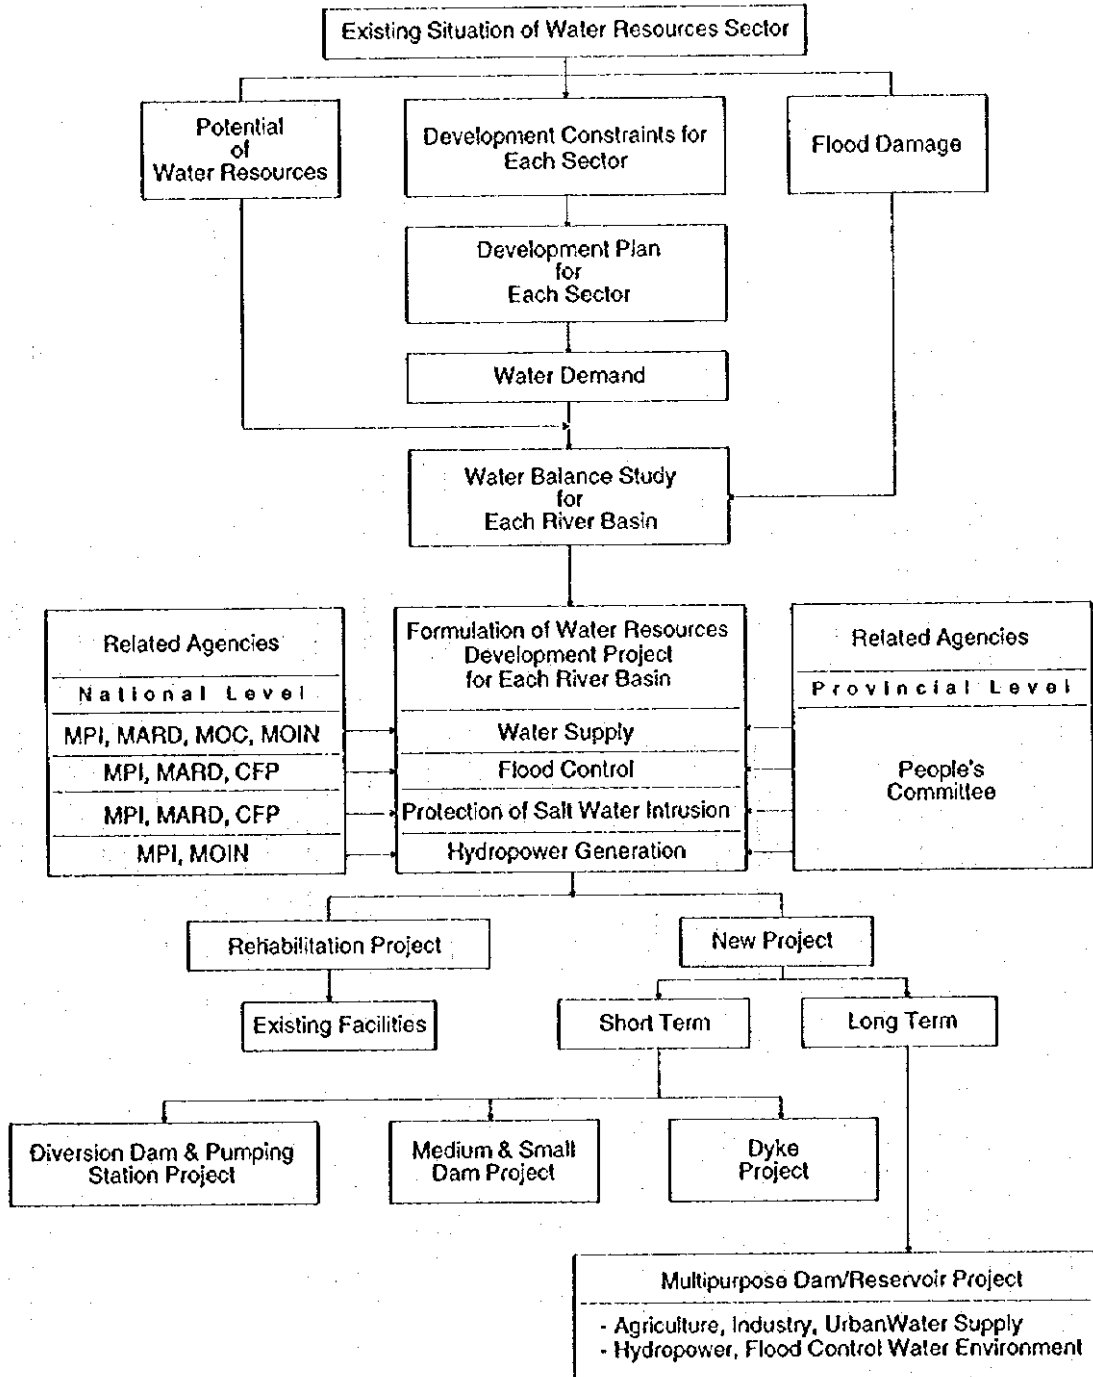 Existing Situation of Water Resources Sector
Potential
of
Water Resources
Development Constraints for
Each Sector
Flood Damage
Development Plan
for
Each Sector
Water Demand
Water Balance Study
for
Each River Basin
Related Agencies
National Level
MPI, MARD, MOC, MOIN
MPI, MARD, CFP
MPI, MARD, CFP
MPI, MOIN
Formulation of Water Resources
Development Project
for Each River Basin
Water Supply
Flood Control
Protection of Salt Water Intrusion
Hydropower Generation
Related Agencies
Provincial Level
People's
Committee
Rehabilitation Project
New Project
Existing Facilities
Short Term
Long Term
Diversion Dam & Pumping
Station Project
Medium & Small
Dam Project
Dyke
Project
Multipurpose Dam/Reservoir Project
- Agriculture, Industry, UrbanWater Supply
- Hydropower, Flood Control Water Environment